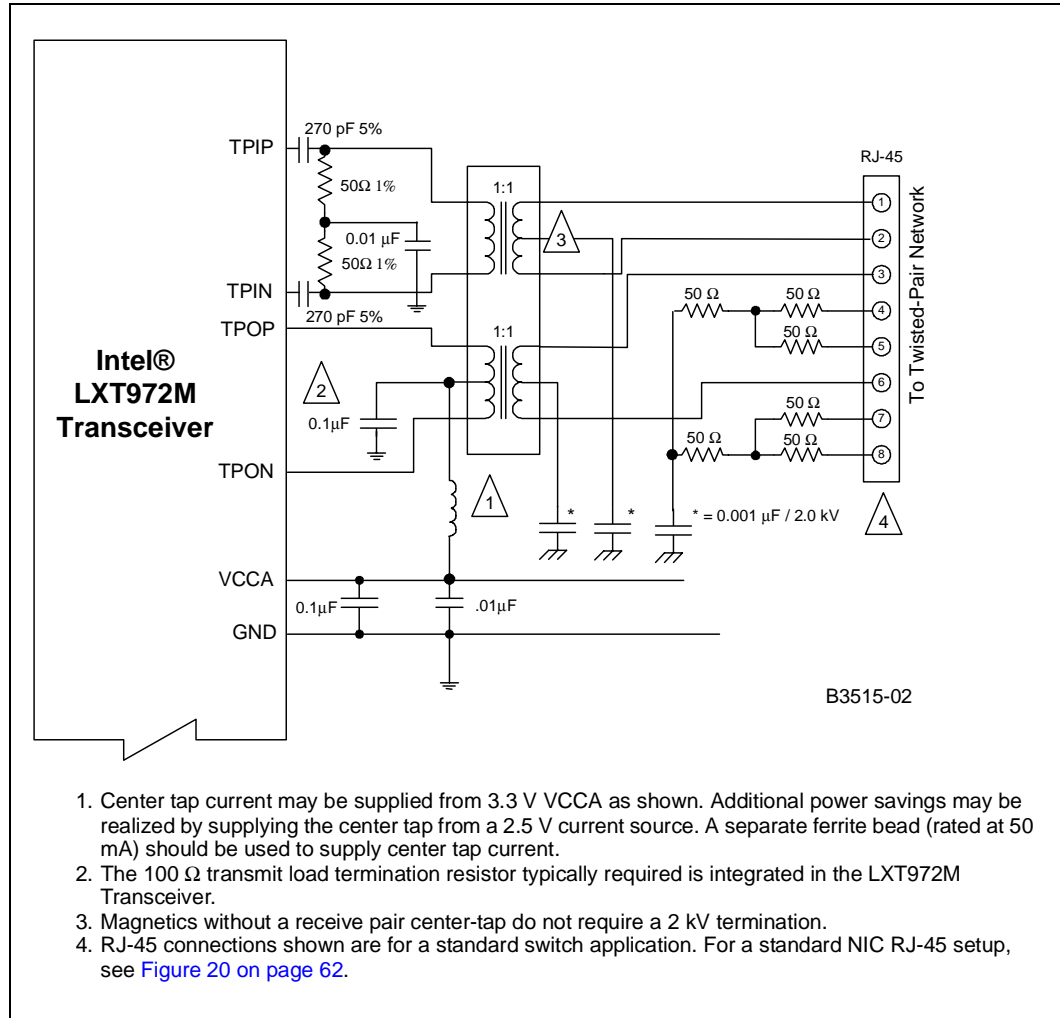 270 pF 5%
TPIP
50Ω 1%
0.01 µF
50Ω 1%
TPIN
TPOP
270 pF 5%
Intel®
LXT972M
Transceiver
2
0.1µF
TPON
1:1
3
1:1
1
RJ-45
1
2
3
4
5
6
7
8
To Twisted-Pair Network
50 Ω
50 Ω
50 Ω
50 Ω
50 Ω
50 Ω
4
*
*
* = 0.001 µF / 2.0 kV
VCCA
0.1µF
.01µF
GND
B3515-02
1. Center tap current may be supplied from 3.3 V VCCA as shown. Additional power savings may be
realized by supplying the center tap from a 2.5 V current source. A separate ferrite bead (rated at 50
mA) should be used to supply center tap current.
2. The 100 Ω transmit load termination resistor typically required is integrated in the LXT972M
Transceiver.
3. Magnetics without a receive pair center-tap do not require a 2 kV termination.
4. RJ-45 connections shown are for a standard switch application. For a standard NIC RJ-45 setup,
see Figure 20 on page 62.